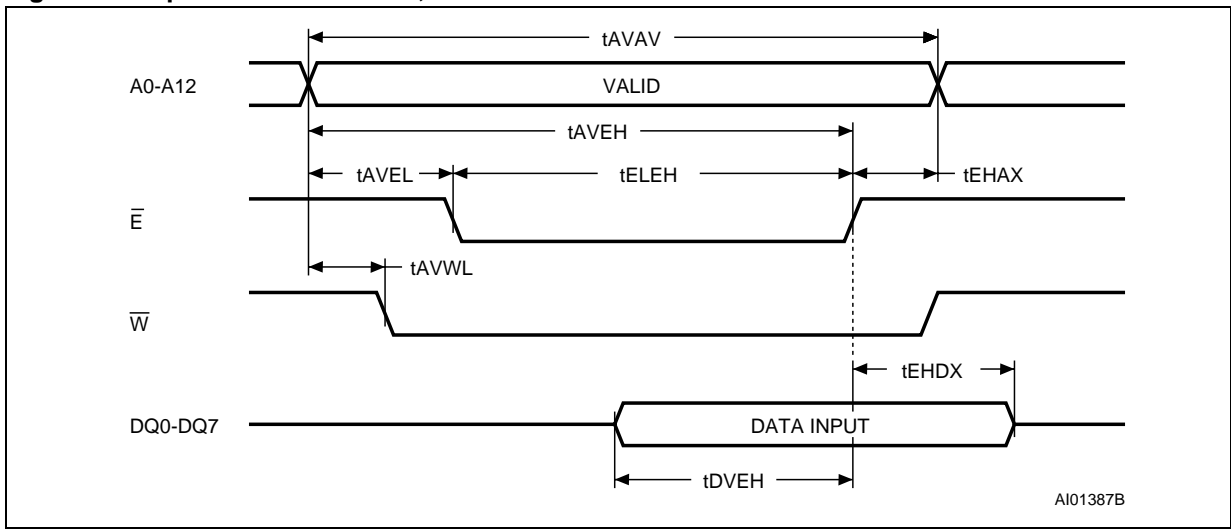 tAVAV
A0-A12
VALID
tAVEH
tAVEL
tELEH
tEHAX
E
tAVWL
W
tEHDX
DQ0-DQ7
DATA INPUT
tDVEH
AI01387B